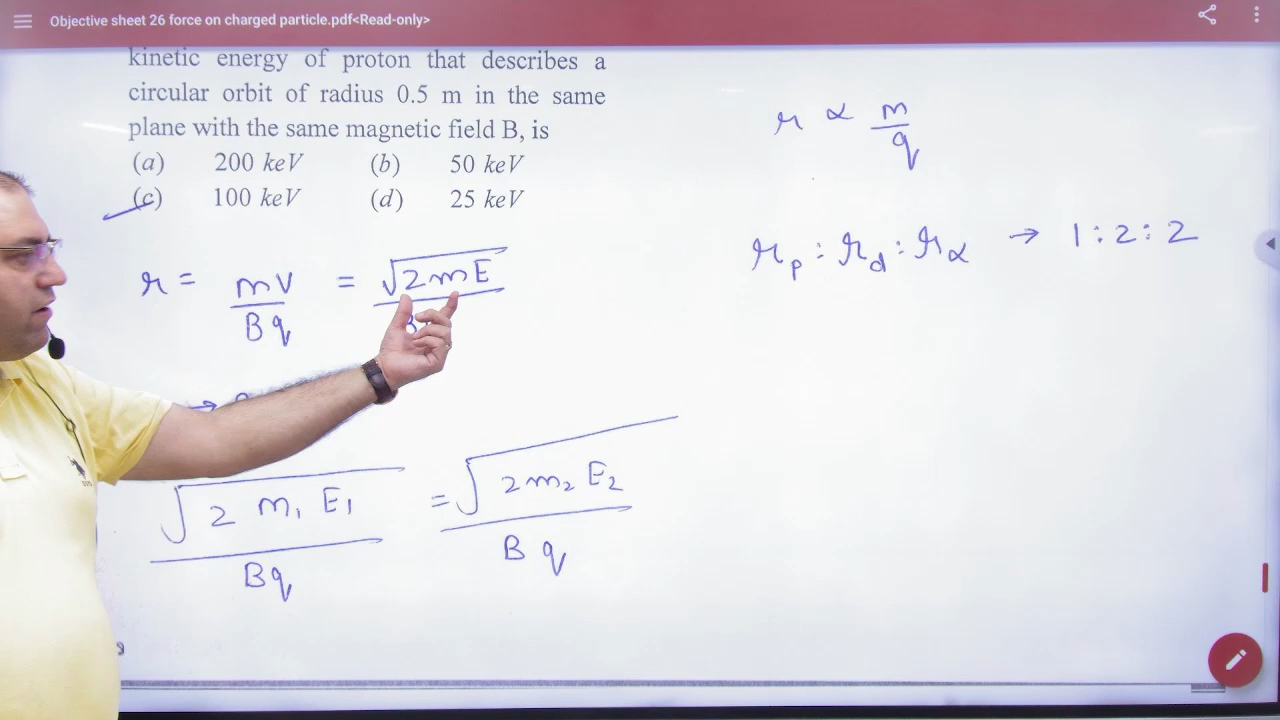 Objective sheet 26 force on charged particle.pdf<Read-only>
kinetic energy of proton that describes a
circular orbit of radius 0.5 m in the same
plane with the same magnetic field B, is
(a) 200 keV (b) 50 keV
(c) 100 keV (d) 25 keV
r = mv/Bq = √2mE/B
√2 m₁ E₁/Bq = √2m₂ E₂/Bq
r ∝ m/q
r_p : r_d : r_α → 1 : 2 : 2